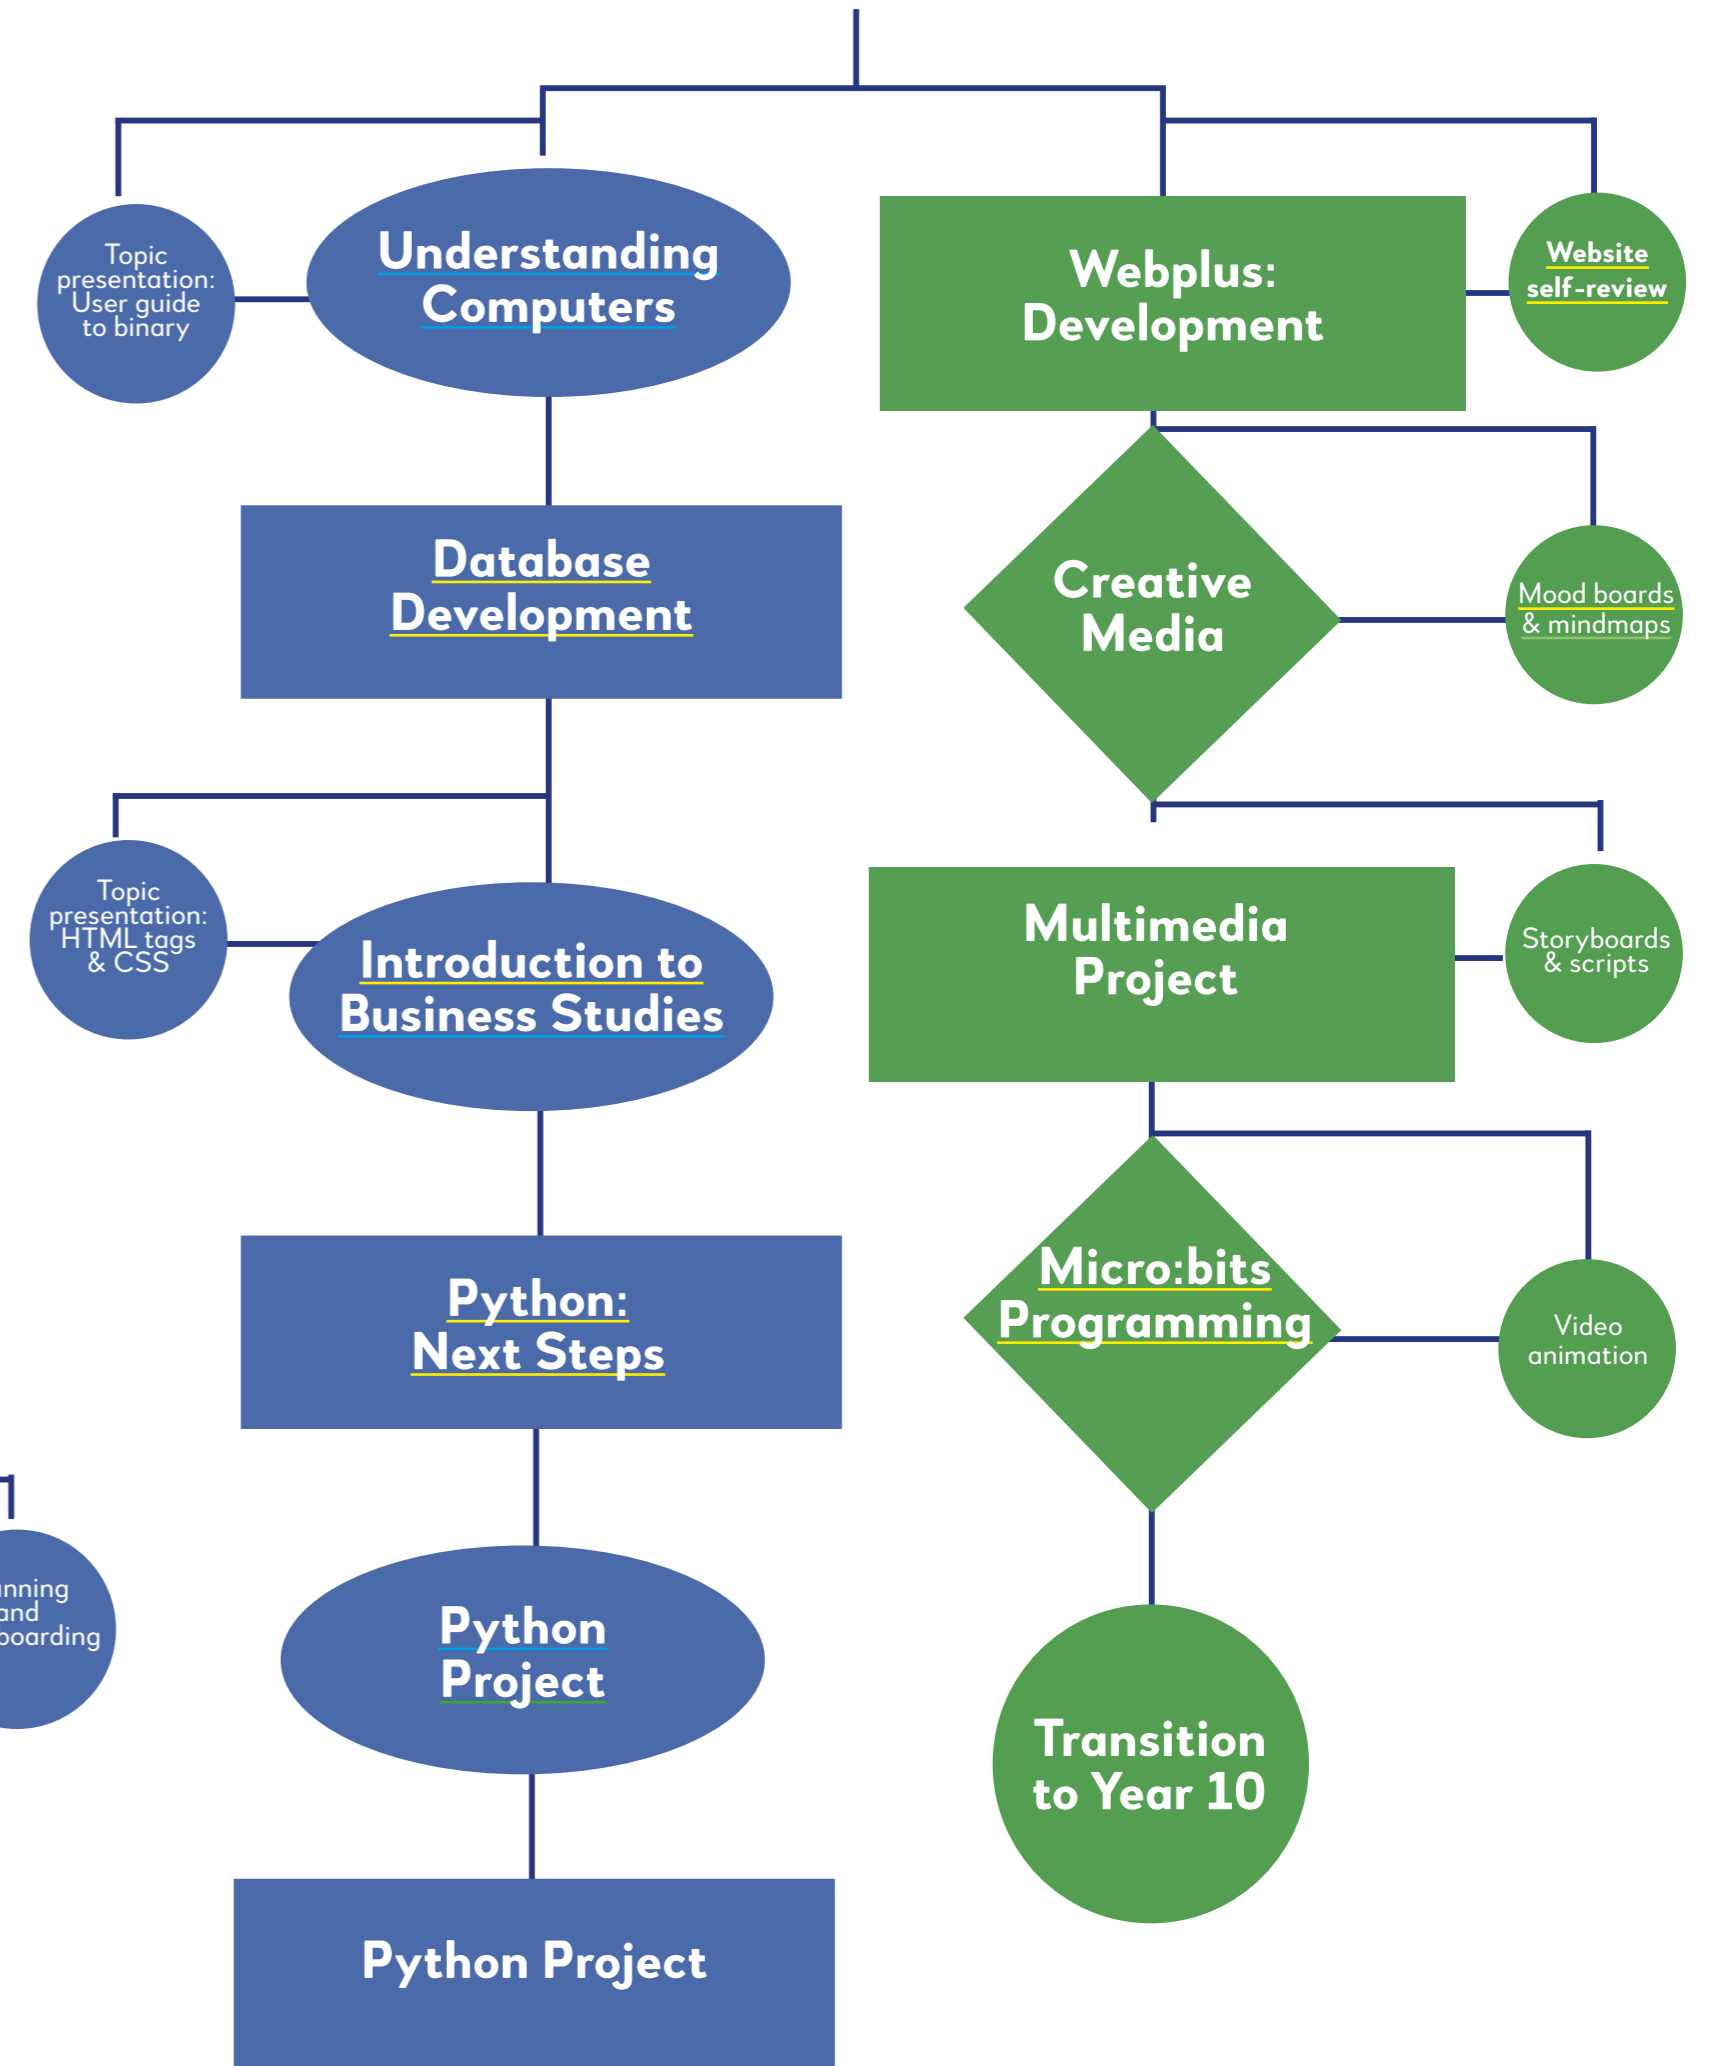 Topic
presentation:
User guide
to binary
Understanding
Computers
Webplus:
Development
Website
self-review
Database
Development
Creative
Media
Mood boards
& mindmaps
Topic
presentation:
HTML tags
& CSS
Introduction to
Business Studies
Multimedia
Project
Storyboards
& scripts
Python:
Next Steps
Micro:bits
Programming
Video
animation
and
Python
Project
Transition
to Year 10
Python Project